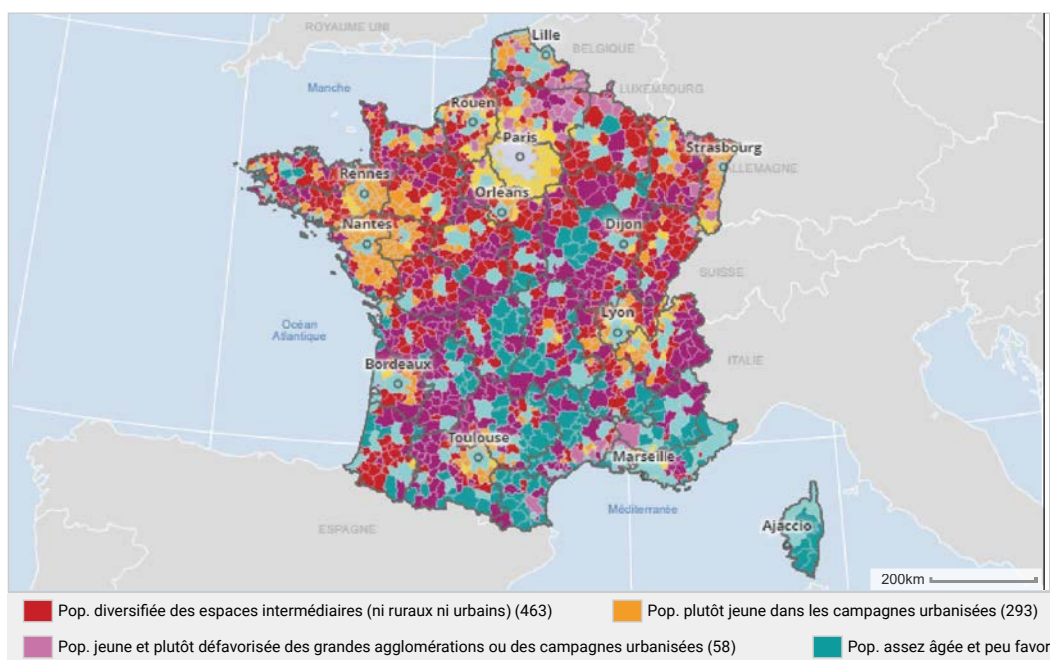 ROYAUME UNI
Lille
BELGIQUE
Manche
LUXEMBOURG
Rouen
Paris
Strasbourg
ALLEMAGNE
Rennes
Orléans
Nantes
Dijon
SUISSE
Lyon
Océan
Atlantique
ITALIE
Bordeaux
Toulouse
Marseille
Méditerranée
ESPAGNE
Ajaccio
200km
Pop. diversifiée des espaces intermédiaires (ni ruraux ni urbains) (463) Pop. plutôt jeune dans les campagnes urbanisées (293)
Pop. jeune et plutôt défavorisée des grandes agglomérations ou des campagnes urbanisées (58) Pop. assez âgée et peu favor